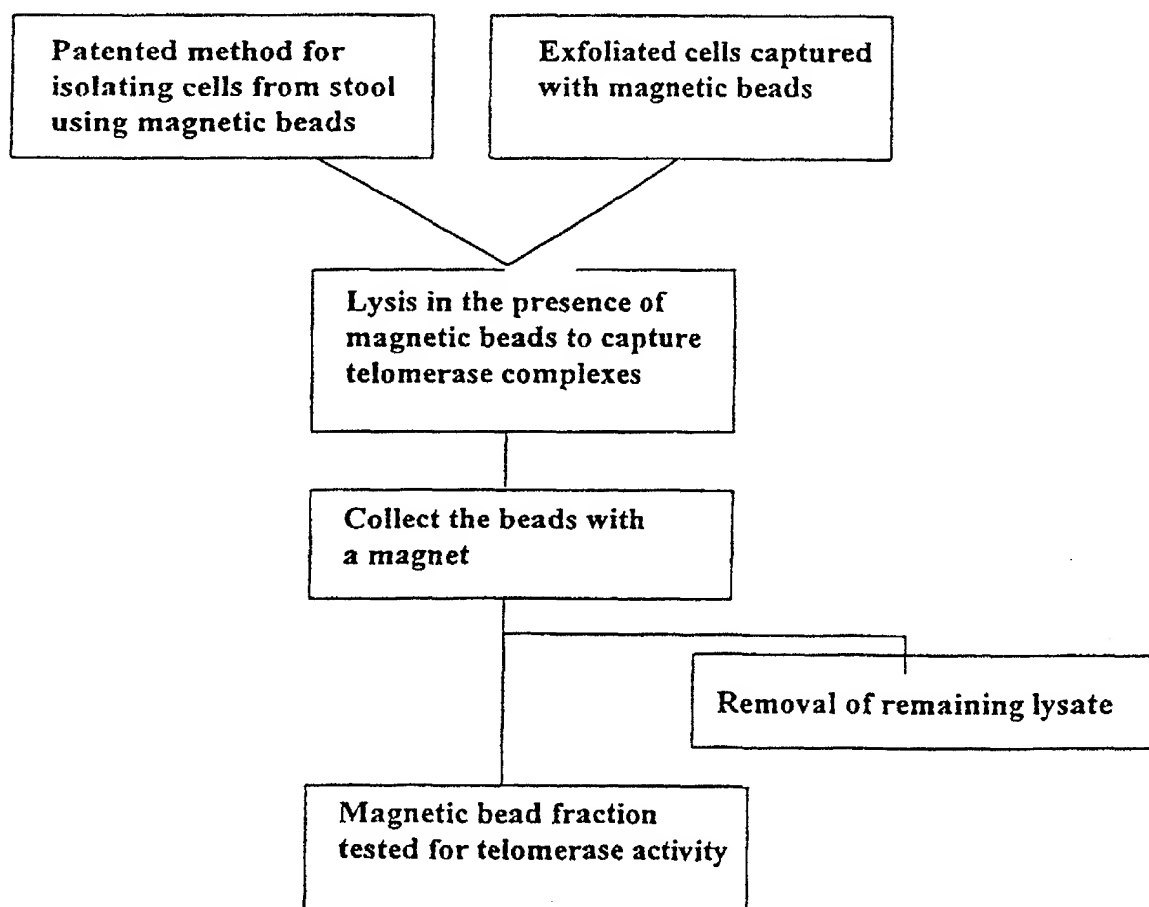 Patented method for
isolating cells from stool
using magnetic beads
Exfoliated cells captured
with magnetic beads
Lysis in the presence of
magnetic beads to capture
telomerase complexes
Collect the beads with
a magnet
Removal of remaining lysate
Magnetic bead fraction
tested for telomerase activity